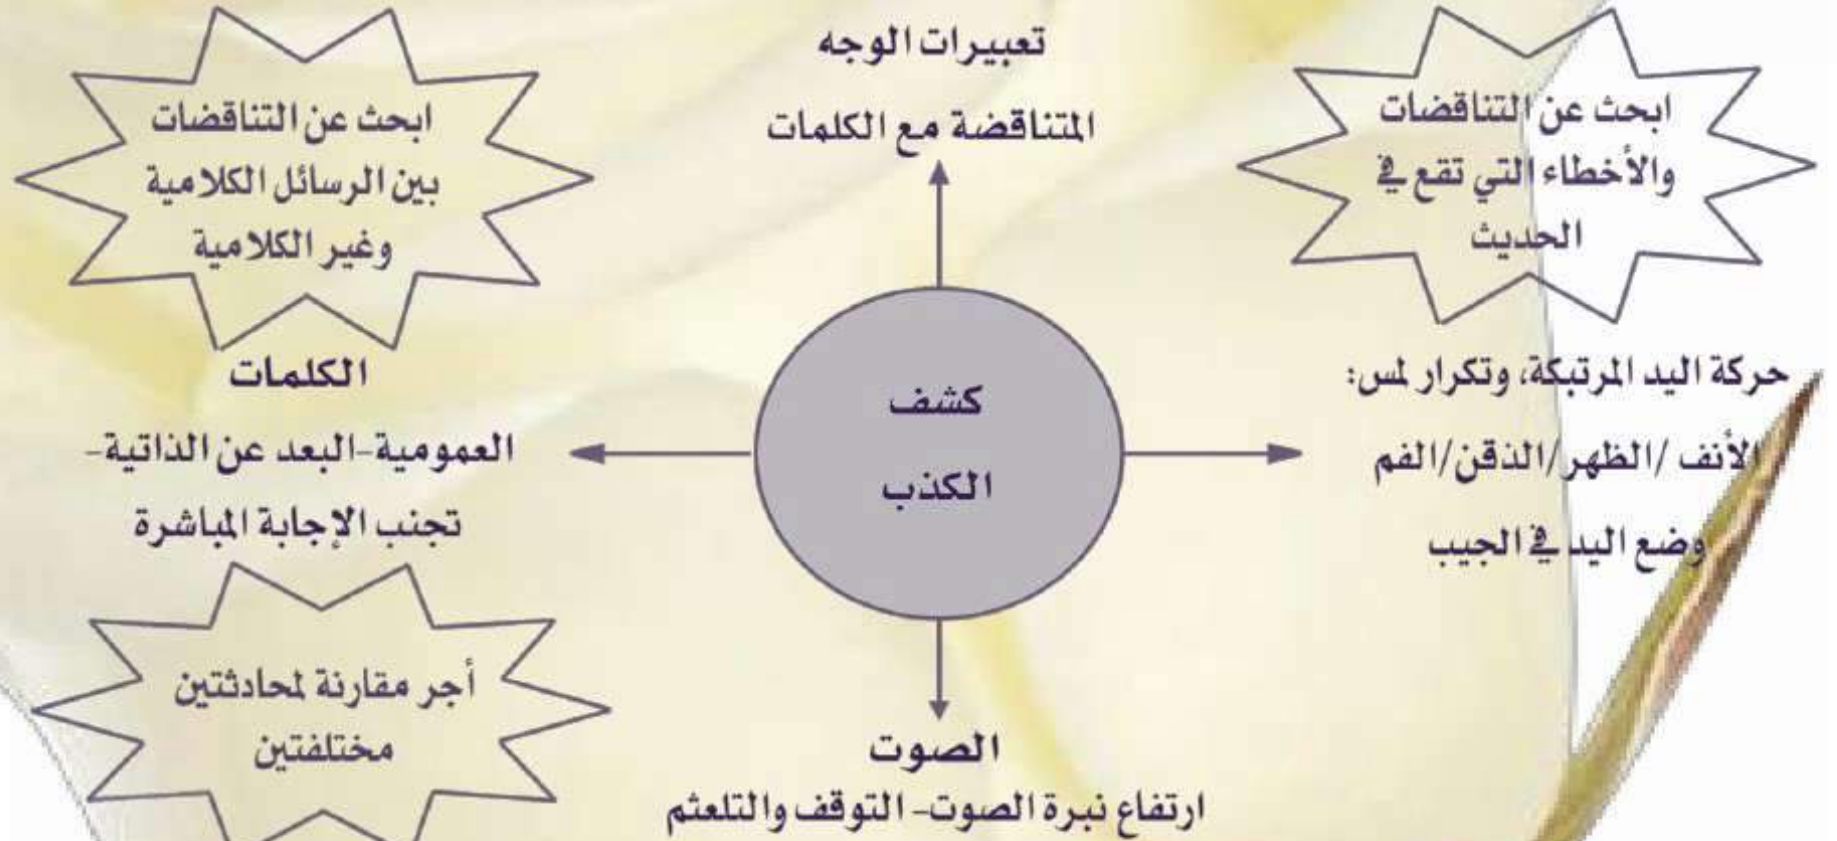 ابحث عن التناقضات
والأخطاء التي تقع في
الحديث
تعبيرات الوجه
المتناقضة مع الكلمات
ابحث عن التناقضات
بين الرسائل الكلامية
وغير الكلامية
كشف
الكذب
حركة اليد المرتبكة، وتكرار لمس:
الأنف /الظهر/الذقن/الفم
وضع اليد في الجيب
الكلمات
العمومية-البعد عن الذاتية-
تجنب الإجابة المباشرة
أجر مقارنة لمحادثتين
مختلفتين
الصوت
ارتفاع نبرة الصوت- التوقف والتلعثم